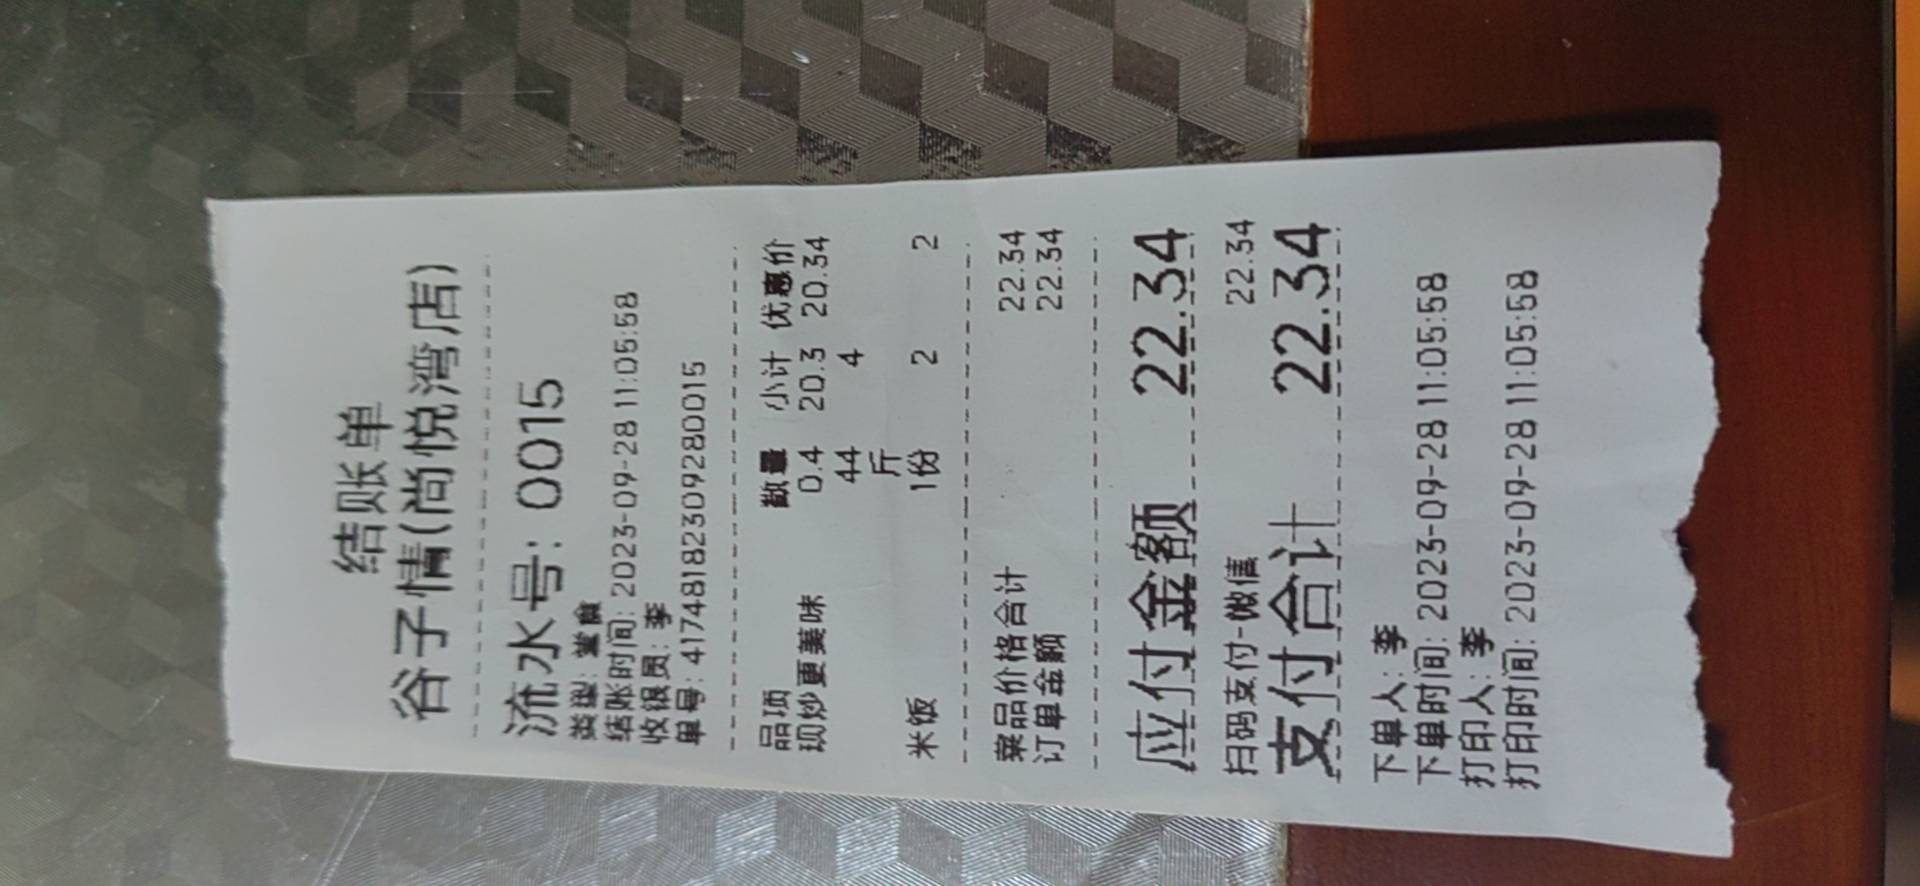 结账单
谷子情(尚悦湾店)
流水号: 0015
类型: 堂食
结账时间: 2023-09-28 11:05:58
收银员: 李
单号: 41748182309280015
品项 数量 小计 优惠价
现炒更美味 0.4 20.3 20.34
44 4
斤
米饭 1份 2 2
菜品价格合计 22.34
订单金额 22.34
应付金额 22.34
扫码支付-微信 22.34
支付合计 22.34
下单人: 李
下单时间: 2023-09-28 11:05:58
打印人: 李
打印时间: 2023-09-28 11:05:58